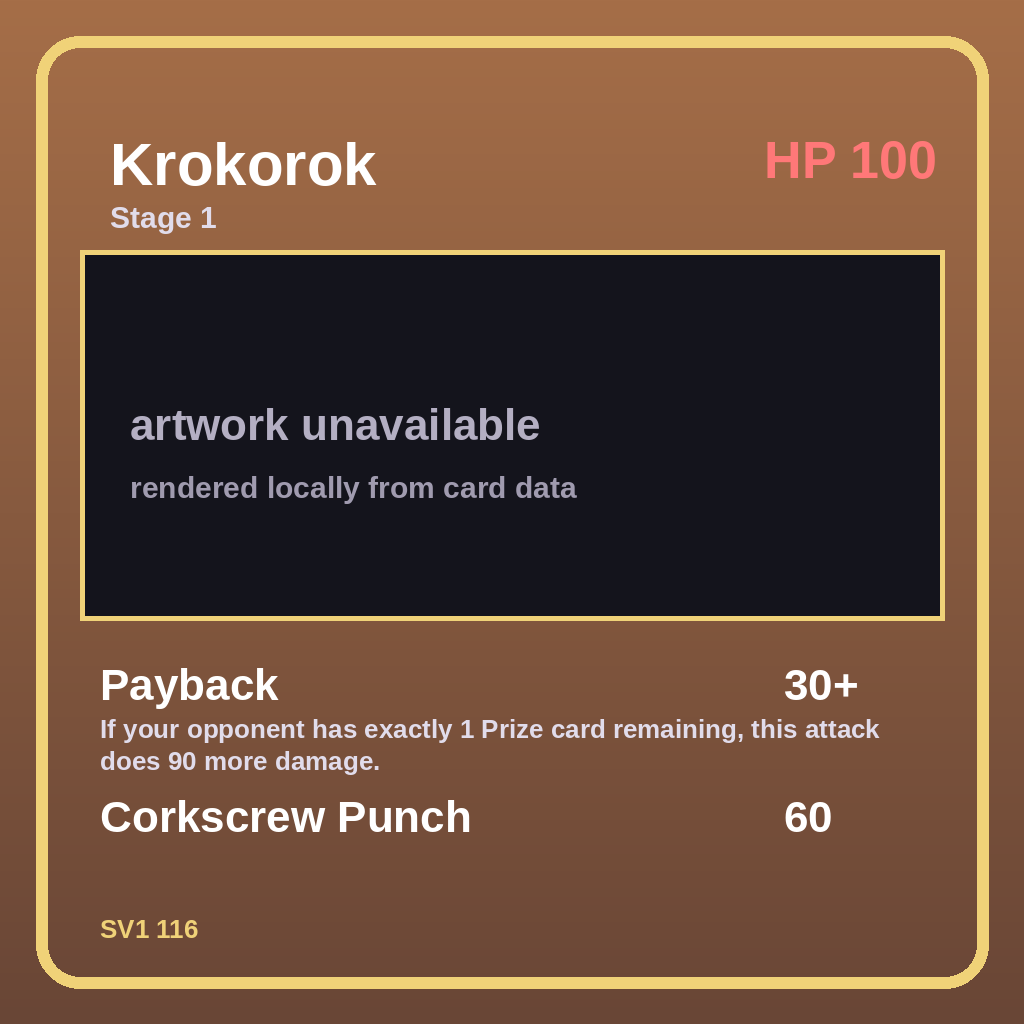 Krokorok
HP 100
Stage 1
artwork unavailable
rendered locally from card data
Payback
30+
If your opponent has exactly 1 Prize card remaining, this attack
does 90 more damage.
Corkscrew Punch
60
SV1 116